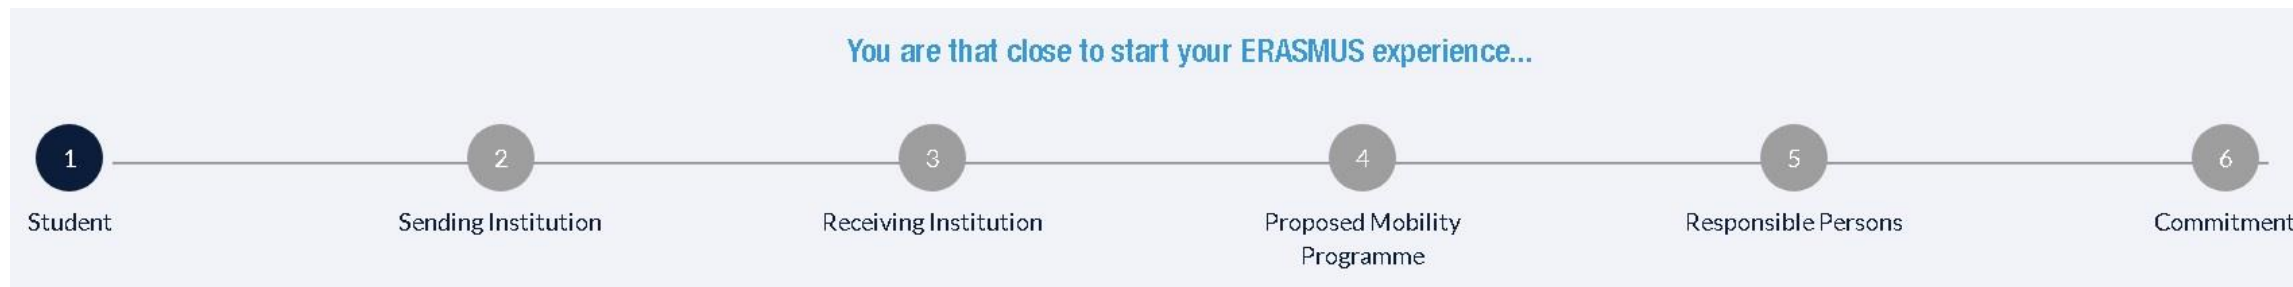 You are that close to start your ERASMUS experience...
1
2
3
4
5
6
Student
Sending Institution
Receiving Institution
Proposed Mobility
Programme
Responsible Persons
Commitment